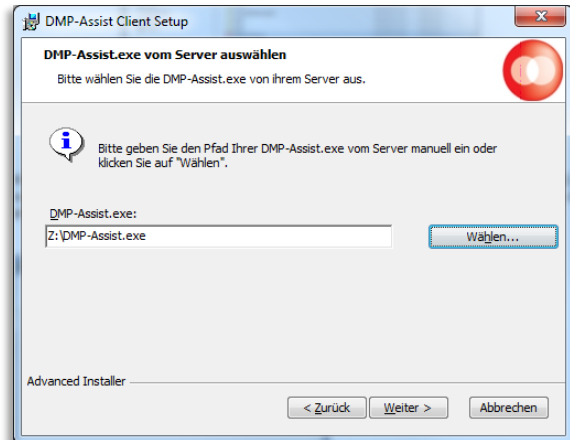 DMP-Assist Client Setup
DMP-Assist.exe vom Server auswählen
Bitte wählen Sie die DMP-Assist.exe von ihrem Server aus.
Bitte geben Sie den Pfad Ihrer DMP-Assist.exe vom Server manuell ein oder
klicken Sie auf "Wählen".
DMP-Assist.exe:
Z:\DMP-Assist.exe
Wählen...
Advanced Installer
< Zurück
Weiter >
Abbrechen